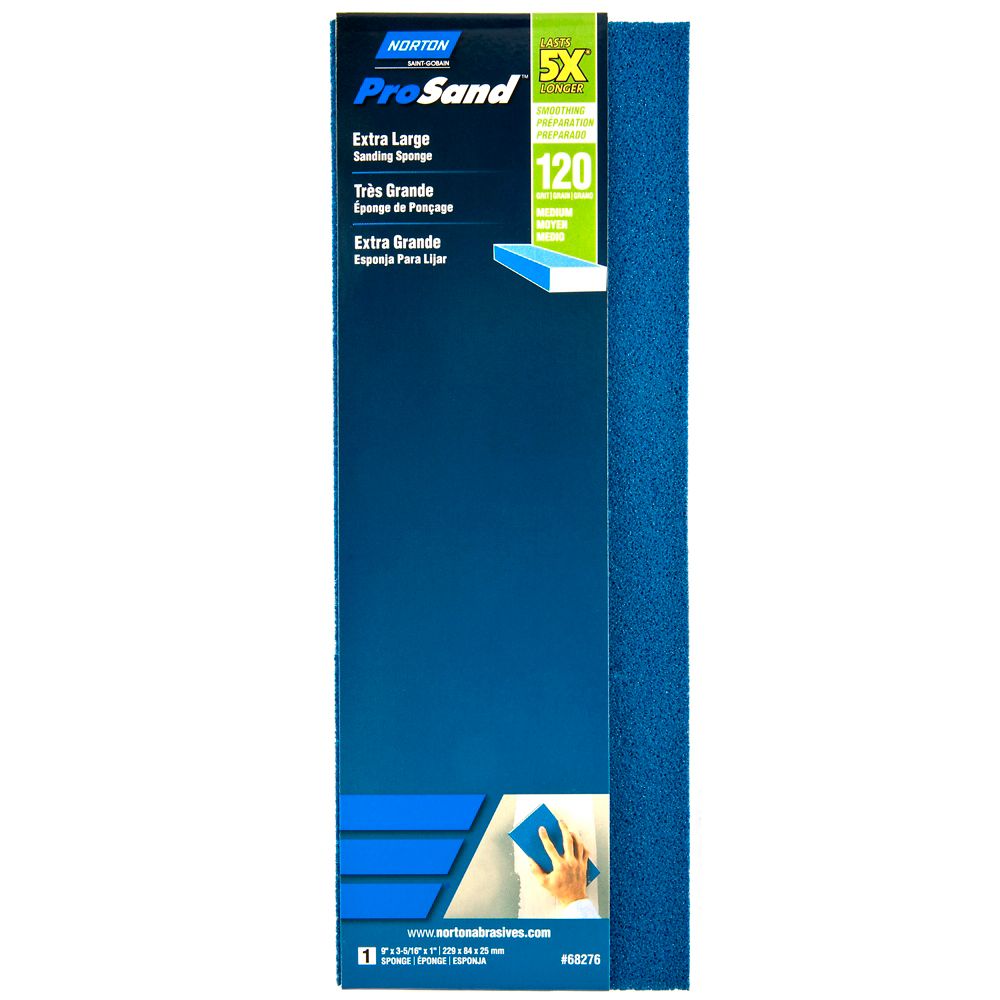 NORTON
SAINT-GOBAIN
ProSand™
LASTS
5X*
LONGER
SMOOTHING
PREPARATION
PREPARADO
120
GRIT | GRAIN | GRANO
MEDIUM
MOYEN
MEDIO
Extra Large
Sanding Sponge
Très Grande
Éponge de Ponçage
Extra Grande
Esponja Para Lijar
www.nortonabrasives.com
1
9" x 3-5/16" x 1" | 229 x 84 x 25 mm
SPONGE | ÉPONGE | ESPONJA
#68276